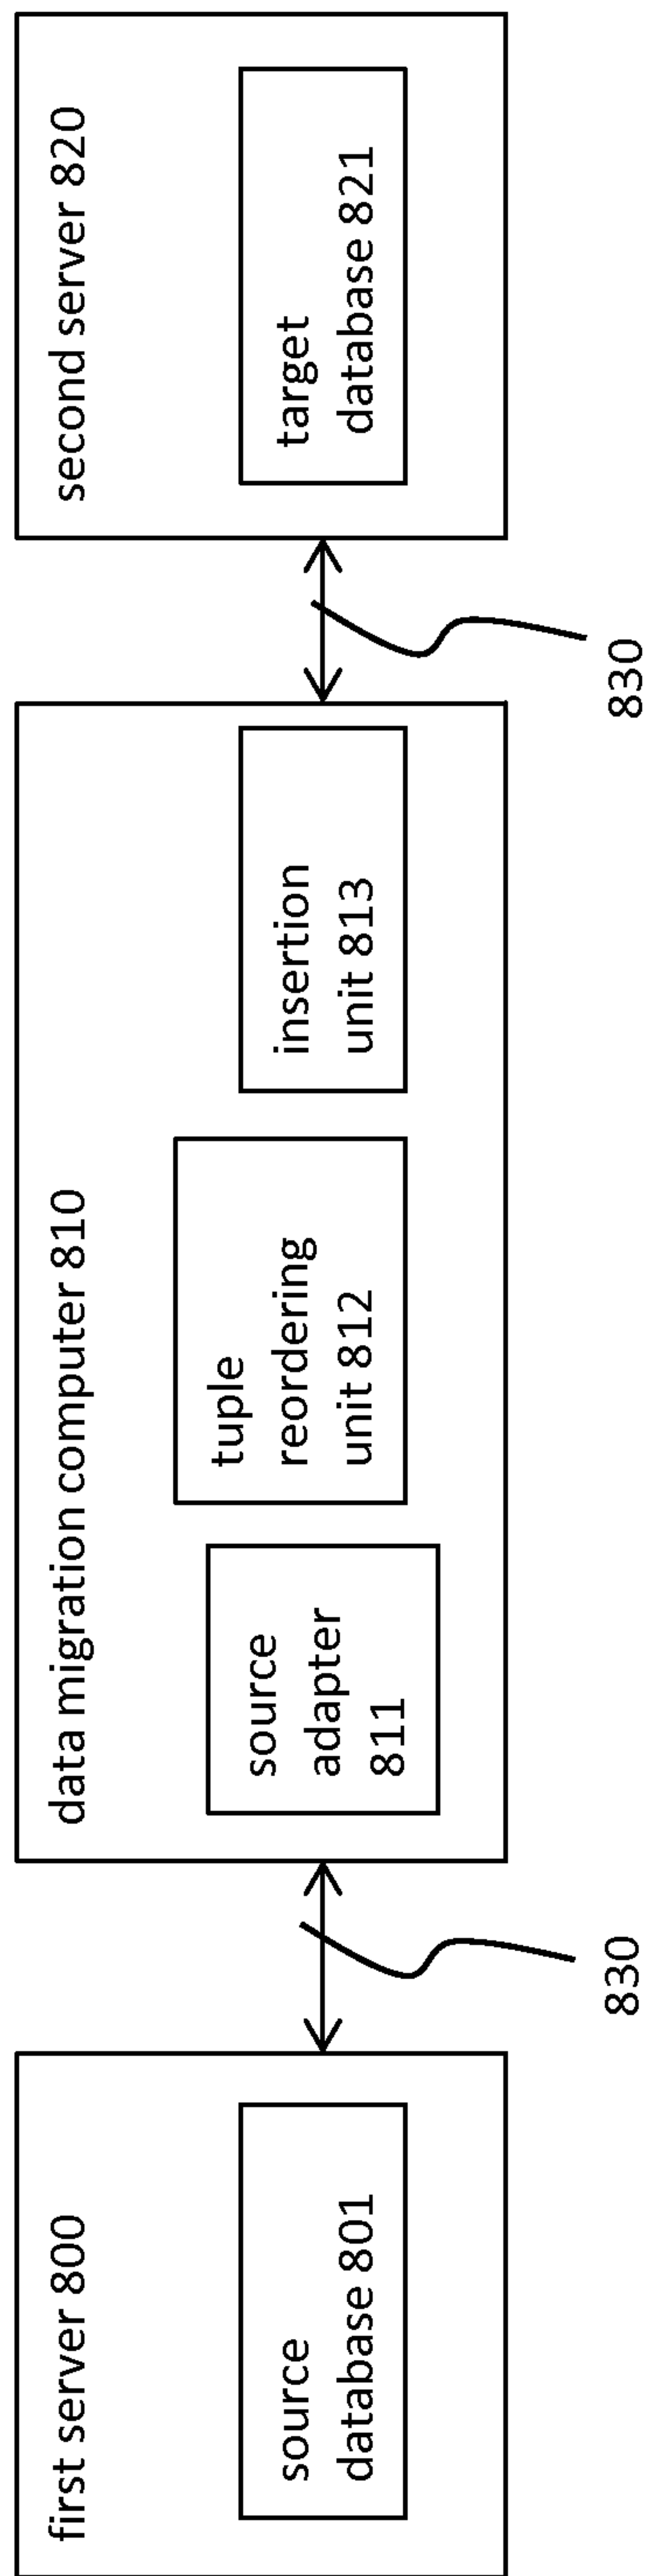 first server 800
source
database 801
830
data migration computer 810
source
adapter
811
tuple
reordering
unit 812
insertion
unit 813
830
second server 820
target
database 821